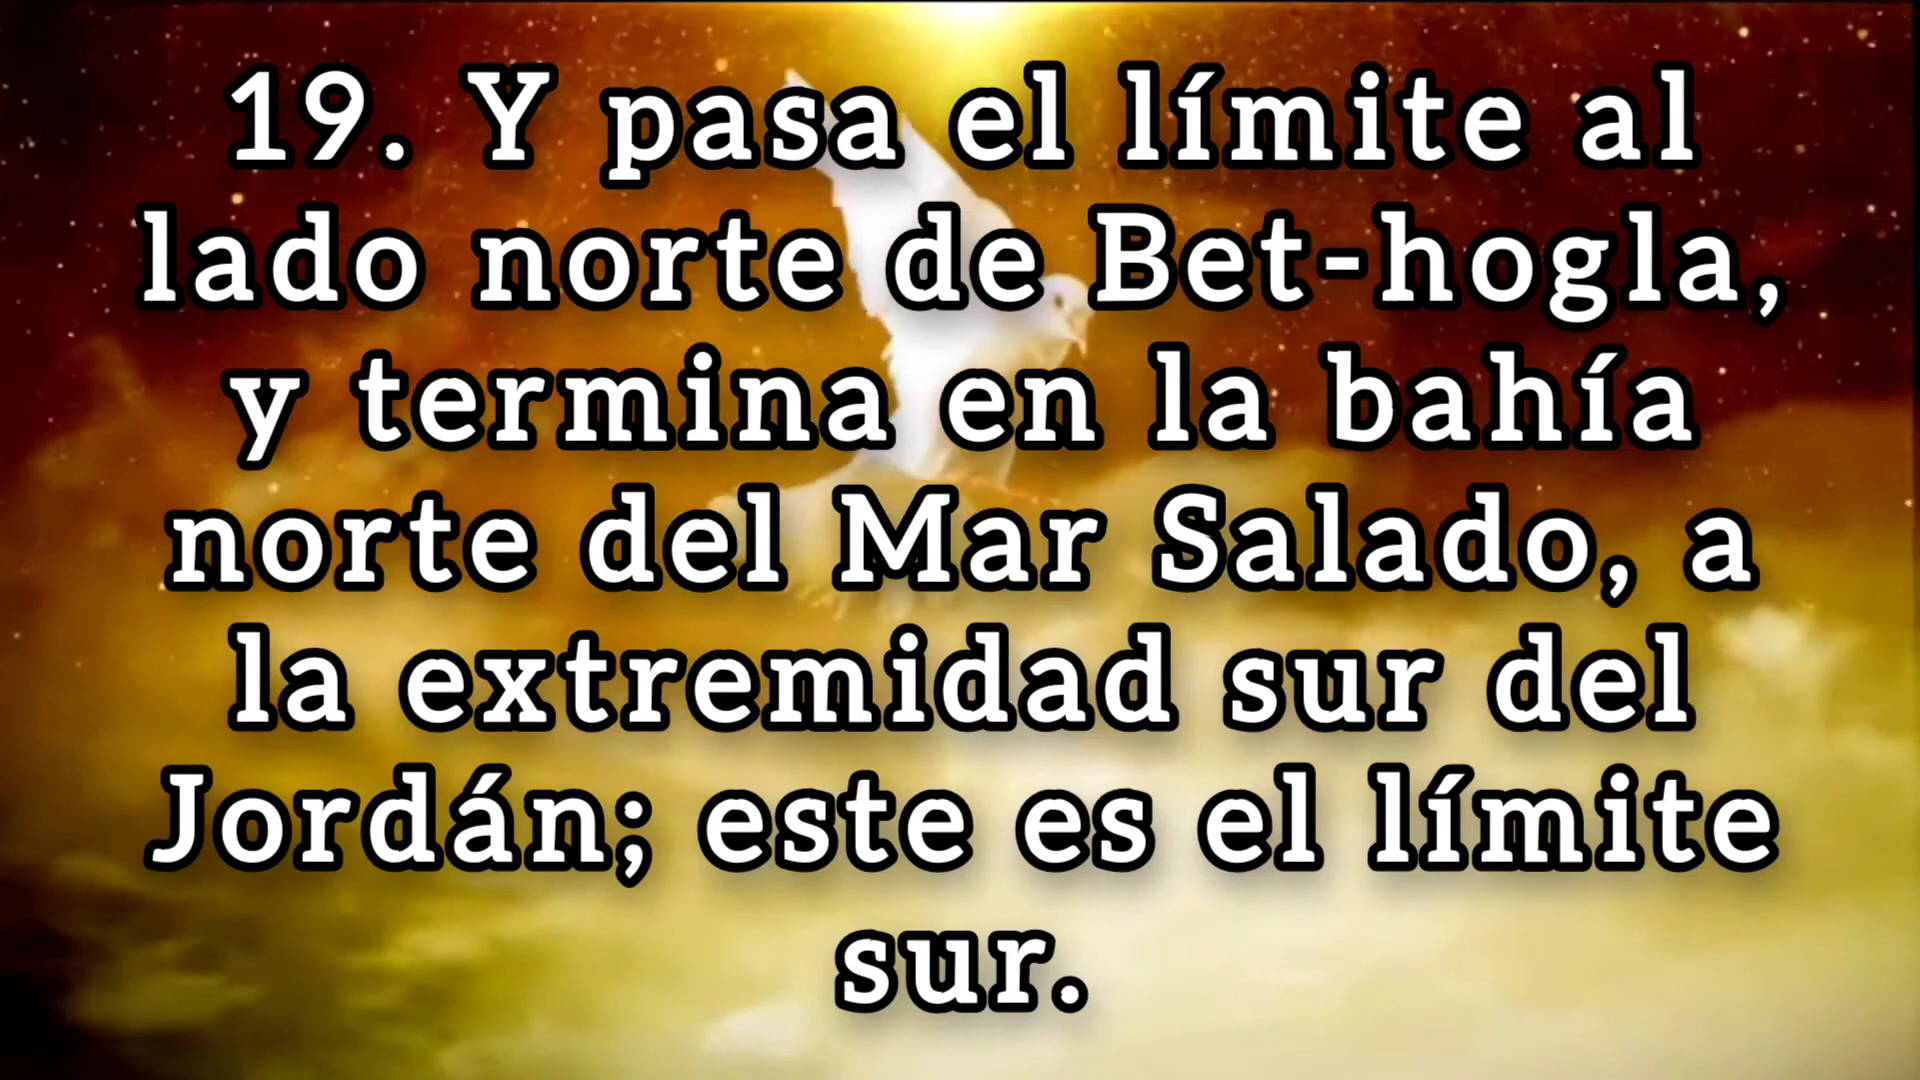 19. Y pasa el límite al
lado norte de Bet-hogla,
y termina en la bahía
norte del Mar Salado, a
la extremidad sur del
Jordán; este es el límite
sur.